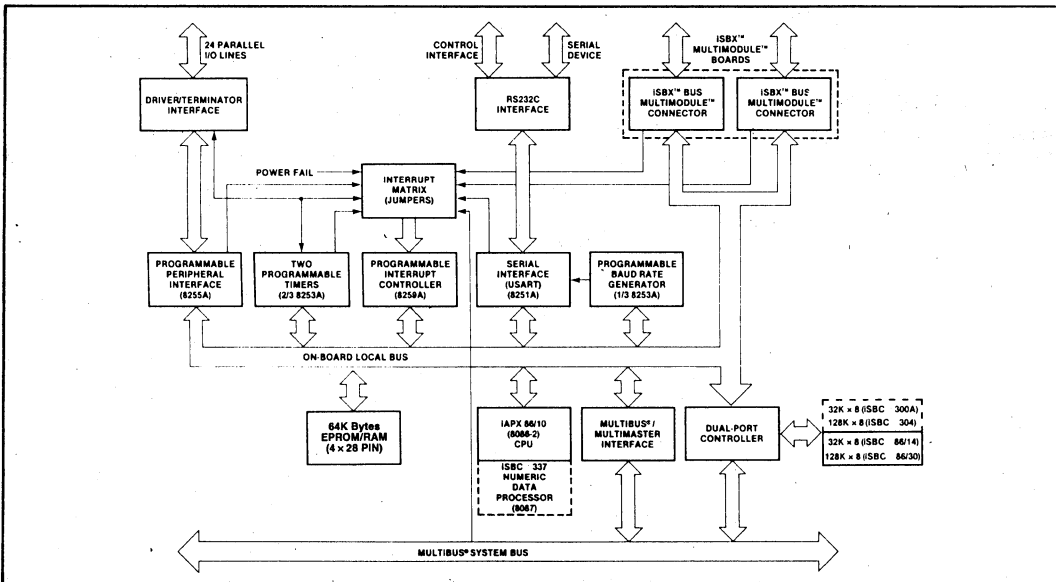 24 PARALLEL
I/O LINES
CONTROL
INTERFACE
SERIAL
DEVICE
iSBX™
MULTIMODULE™
BOARDS
DRIVER/TERMINATOR
INTERFACE
RS232C
INTERFACE
iSBX™ BUS
MULTIMODULE™
CONNECTOR
iSBX™ BUS
MULTIMODULE™
CONNECTOR
POWER FAIL
INTERRUPT
MATRIX
(JUMPERS)
PROGRAMMABLE
PERIPHERAL
INTERFACE
(8255A)
TWO
PROGRAMMABLE
TIMERS
(2/3 8253A)
PROGRAMMABLE
INTERRUPT
CONTROLLER
(8259A)
SERIAL
INTERFACE
(USART)
(8251A)
PROGRAMMABLE
BAUD RATE
GENERATOR
(1/3 8253A)
ON-BOARD LOCAL BUS
64K Bytes
EPROM/RAM
(4 × 28 PIN)
iAPX 86/10
(8086-2)
CPU
iSBC 337
NUMERIC
DATA
PROCESSOR
(8087)
MULTIBUS® /
MULTIMASTER
INTERFACE
DUAL-PORT
CONTROLLER
32K × 8 (iSBC 300A)
128K × 8 (iSBC 304)
32K × 8 (iSBC 86/14)
128K × 8 (iSBC 86/30)
MULTIBUS® SYSTEM BUS